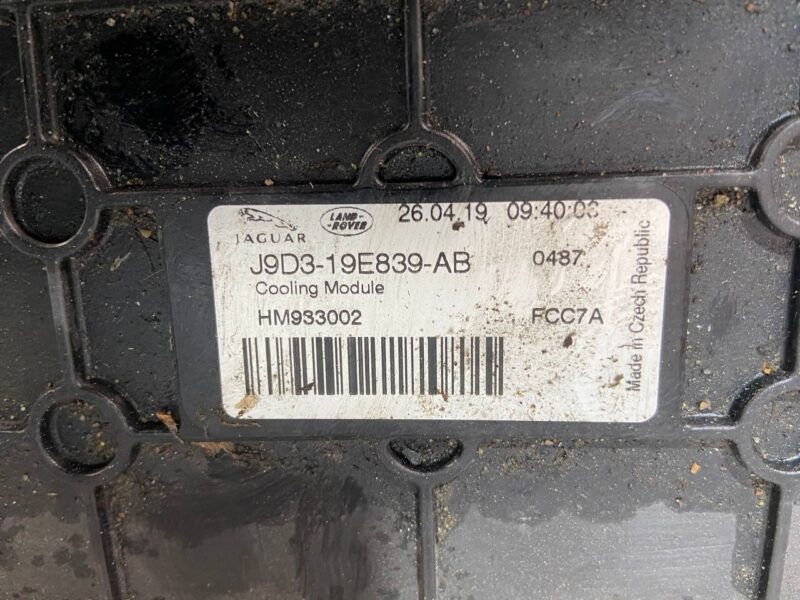 JAGUAR LAND-ROVER 26.04.19 09:40:03
J9D3-19E839-AB 0487
Cooling Module
HM933002 FCC7A
Made in Czech Republic